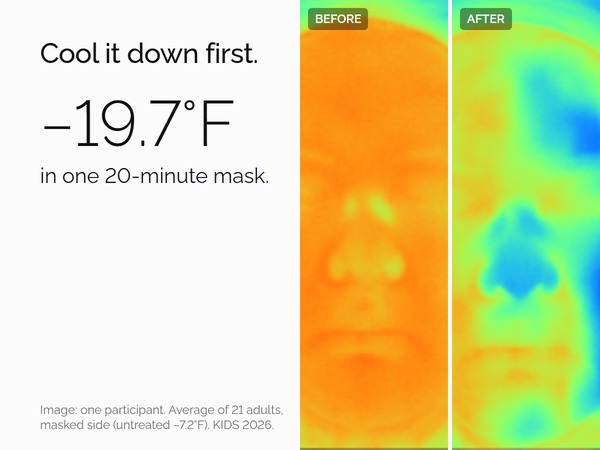 Cool it down first.
−19.7°F
in one 20-minute mask.
Image: one participant. Average of 21 adults,
masked side (untreated −7.2°F). KIDS 2026.
BEFORE
AFTER